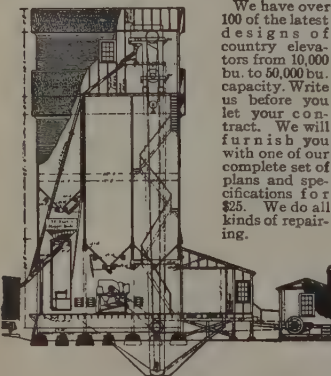 We have over
100 of the latest
designs of
country eleva-
tors from 10,000
bu. to 50,000 bu.
capacity. Write
us before you
let your con-
tract. We will
furnish you
with one of our
complete set of
plans and spe-
cifications for
$25. We do all
kinds of repair-
ing.